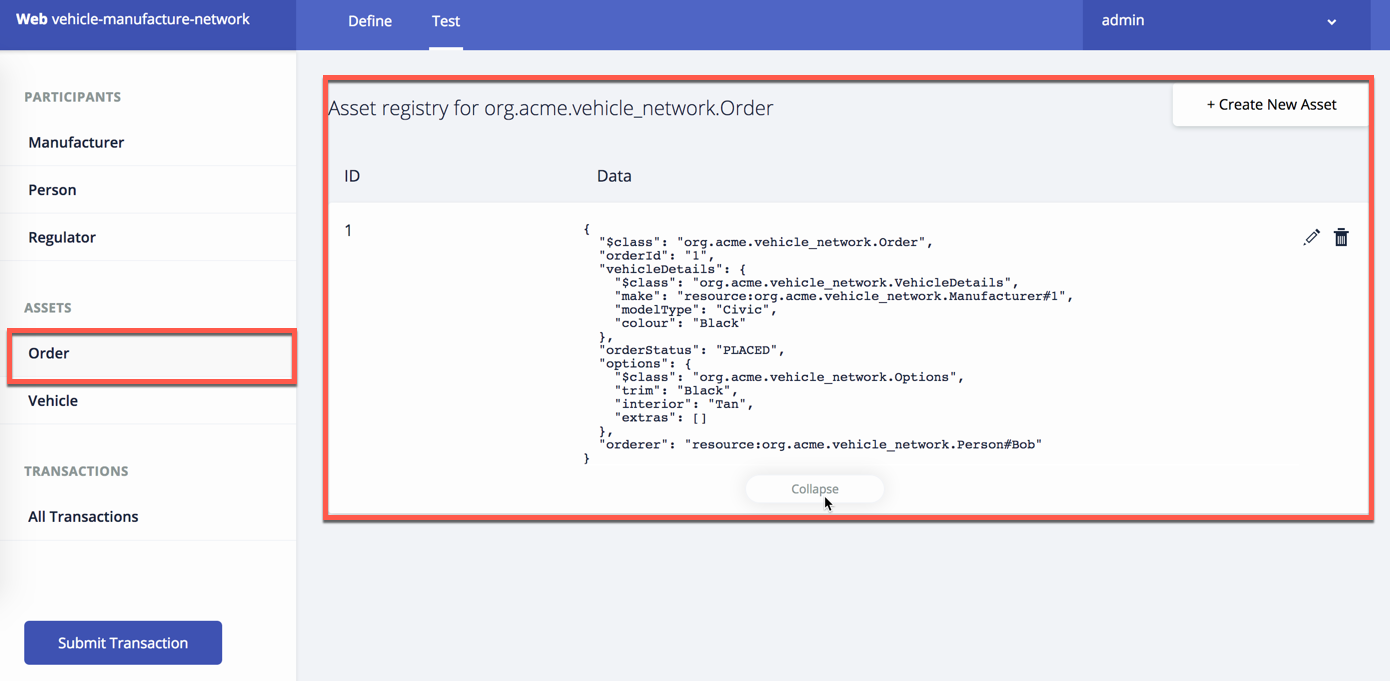 Web vehicle-manufacture-network
Define
Test
admin
PARTICIPANTS
Manufacturer
Person
Regulator
ASSETS
Order
Vehicle
TRANSACTIONS
All Transactions
Submit Transaction
Asset registry for org.acme.vehicle_network.Order
+ Create New Asset
ID
Data
1
{
"$class": "org.acme.vehicle_network.Order",
"orderId": "1",
"vehicleDetails": {
"$class": "org.acme.vehicle_network.VehicleDetails",
"make": "resource:org.acme.vehicle_network.Manufacturer#1",
"modelType": "Civic",
"colour": "Black"
},
"orderStatus": "PLACED",
"options": {
"$class": "org.acme.vehicle_network.Options",
"trim": "Black",
"interior": "Tan",
"extras": []
},
"orderer": "resource:org.acme.vehicle_network.Person#Bob"
}
Collapse